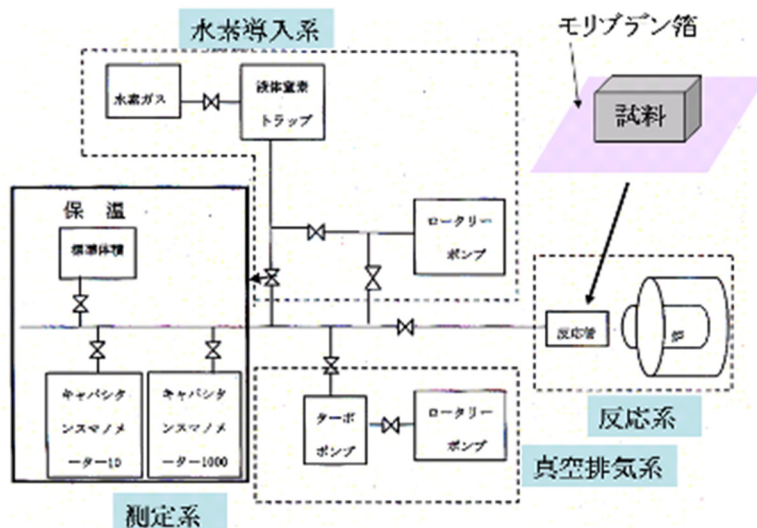 水素導入系
モリブデン箔
水素ガス
液体窒素
トラップ
試料
保 温
標準体積
ロータリー
ポンプ
反応管
キャパシタ
ンスマノメ
ーター10
キャパシタ
ンスマノメ
ーター1000
ターボ
ポンプ
ロータリー
ポンプ
反応系
真空排気系
測定系